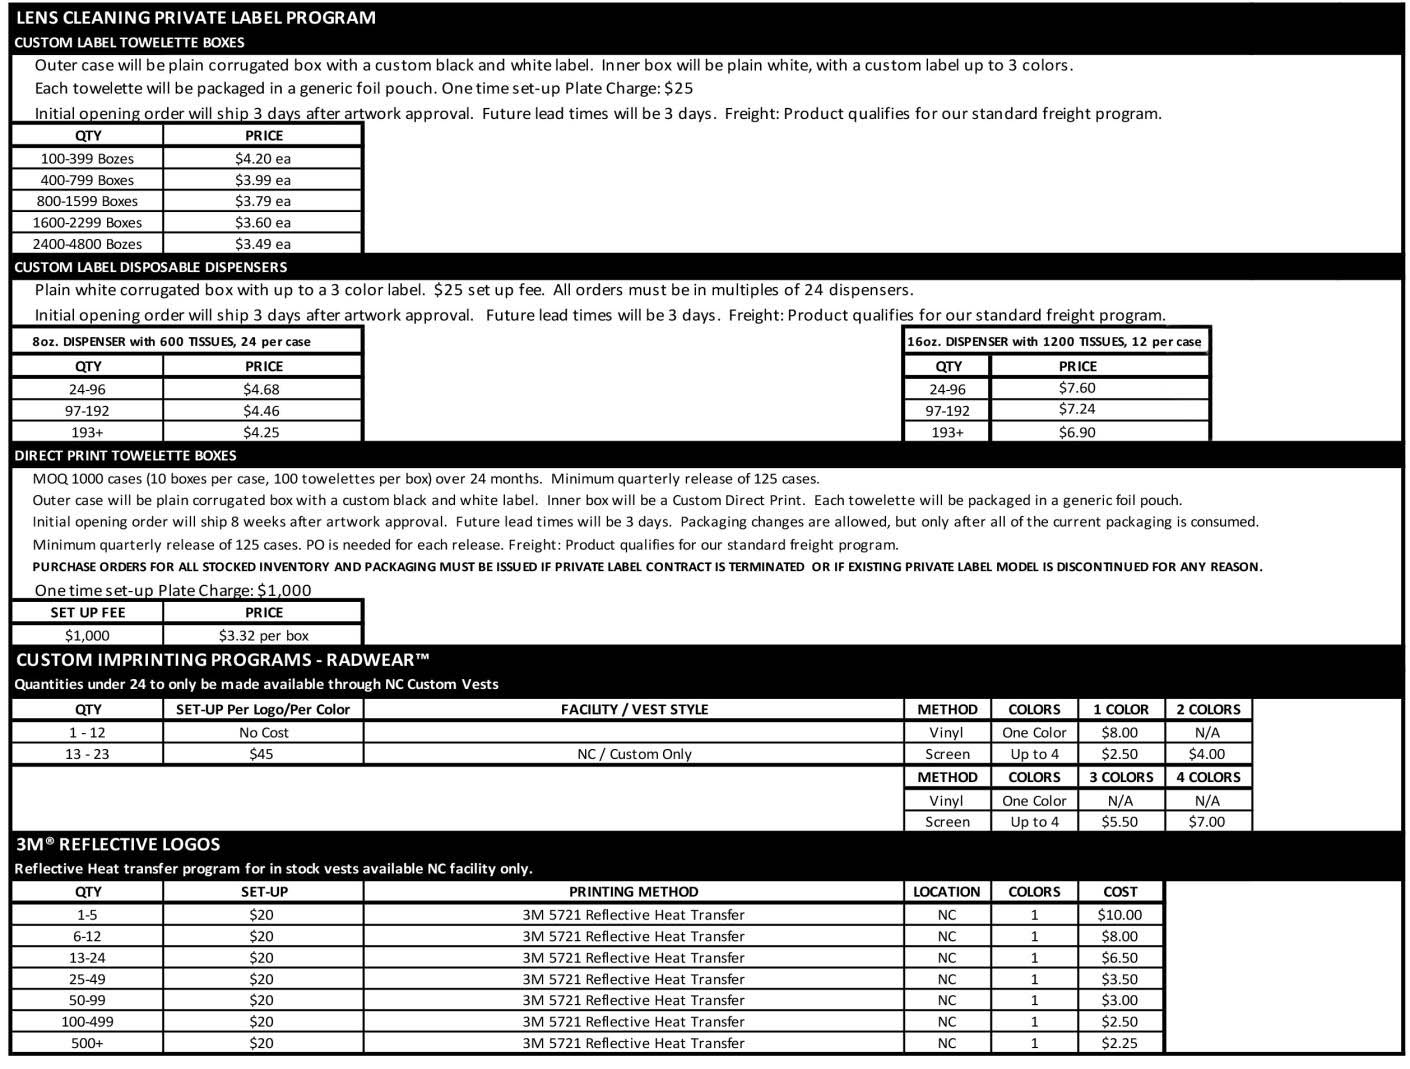 LENS CLEANING PRIVATE LABEL PROGRAM
CUSTOM LABEL TOWELETTE BOXES
Outer case will be plain corrugated box with a custom black and white label. Inner box will be plain white, with a custom label up to 3 colors.
Each towelette will be packaged in a generic foil pouch. One time set-up Plate Charge: $25
Initial opening order will ship 3 days after artwork approval. Future lead times will be 3 days. Freight: Product qualifies for our standard freight program.
QTY PRICE
100-399 Bozes $4.20 ea
400-799 Boxes $3.99 ea
800-1599 Boxes $3.79 ea
1600-2299 Boxes $3.60 ea
2400-4800 Bozes $3.49 ea
CUSTOM LABEL DISPOSABLE DISPENSERS
Plain white corrugated box with up to a 3 color label. $25 set up fee. All orders must be in multiples of 24 dispensers.
Initial opening order will ship 3 days after artwork approval. Future lead times will be 3 days. Freight: Product qualifies for our standard freight program.
8oz. DISPENSER with 600 TISSUES, 24 per case 16oz. DISPENSER with 1200 TISSUES, 12 per case
QTY PRICE QTY PRICE
24-96 $4.68 24-96 $7.60
97-192 $4.46 97-192 $7.24
193+ $4.25 193+ $6.90
DIRECT PRINT TOWELETTE BOXES
MOQ 1000 cases (10 boxes per case, 100 towelettes per box) over 24 months. Minimum quarterly release of 125 cases.
Outer case will be plain corrugated box with a custom black and white label. Inner box will be a Custom Direct Print. Each towelette will be packaged in a generic foil pouch.
Initial opening order will ship 8 weeks after artwork approval. Future lead times will be 3 days. Packaging changes are allowed, but only after all of the current packaging is consumed.
Minimum quarterly release of 125 cases. PO is needed for each release. Freight: Product qualifies for our standard freight program.
PURCHASE ORDERS FOR ALL STOCKED INVENTORY AND PACKAGING MUST BE ISSUED IF PRIVATE LABEL CONTRACT IS TERMINATED OR IF EXISTING PRIVATE LABEL MODEL IS DISCONTINUED FOR ANY REASON.
One time set-up Plate Charge: $1,000
SET UP FEE PRICE
$1,000 $3.32 per box
CUSTOM IMPRINTING PROGRAMS - RADWEAR™
Quantities under 24 to only be made available through NC Custom Vests
QTY SET-UP Per Logo/Per Color FACILITY / VEST STYLE METHOD COLORS 1 COLOR 2 COLORS
1 - 12 No Cost Vinyl One Color $8.00 N/A
13 - 23 $45 NC / Custom Only Screen Up to 4 $2.50 $4.00
METHOD COLORS 3 COLORS 4 COLORS
Vinyl One Color N/A N/A
Screen Up to 4 $5.50 $7.00
3M® REFLECTIVE LOGOS
Reflective Heat transfer program for in stock vests available NC facility only.
QTY SET-UP PRINTING METHOD LOCATION COLORS COST
1-5 $20 3M 5721 Reflective Heat Transfer NC 1 $10.00
6-12 $20 3M 5721 Reflective Heat Transfer NC 1 $8.00
13-24 $20 3M 5721 Reflective Heat Transfer NC 1 $6.50
25-49 $20 3M 5721 Reflective Heat Transfer NC 1 $3.50
50-99 $20 3M 5721 Reflective Heat Transfer NC 1 $3.00
100-499 $20 3M 5721 Reflective Heat Transfer NC 1 $2.50
500+ $20 3M 5721 Reflective Heat Transfer NC 1 $2.25